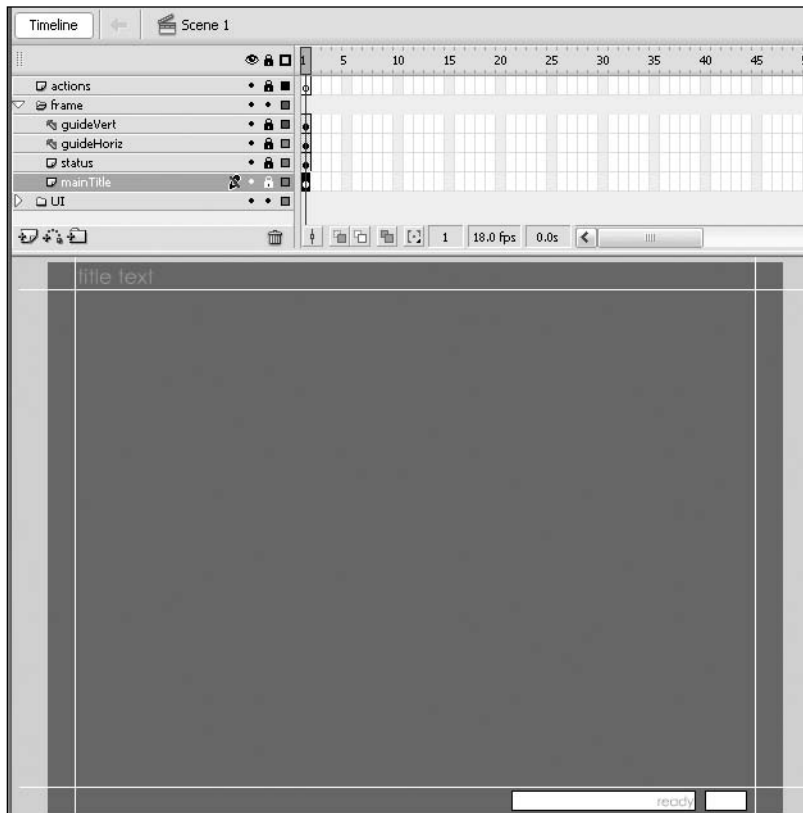 Timeline Scene 1
1 5 10 15 20 25 30 35 40 45
actions
frame
guideVert
guideHoriz
status
mainTitle
UI
1 18.0 fps 0.0s
title text
ready